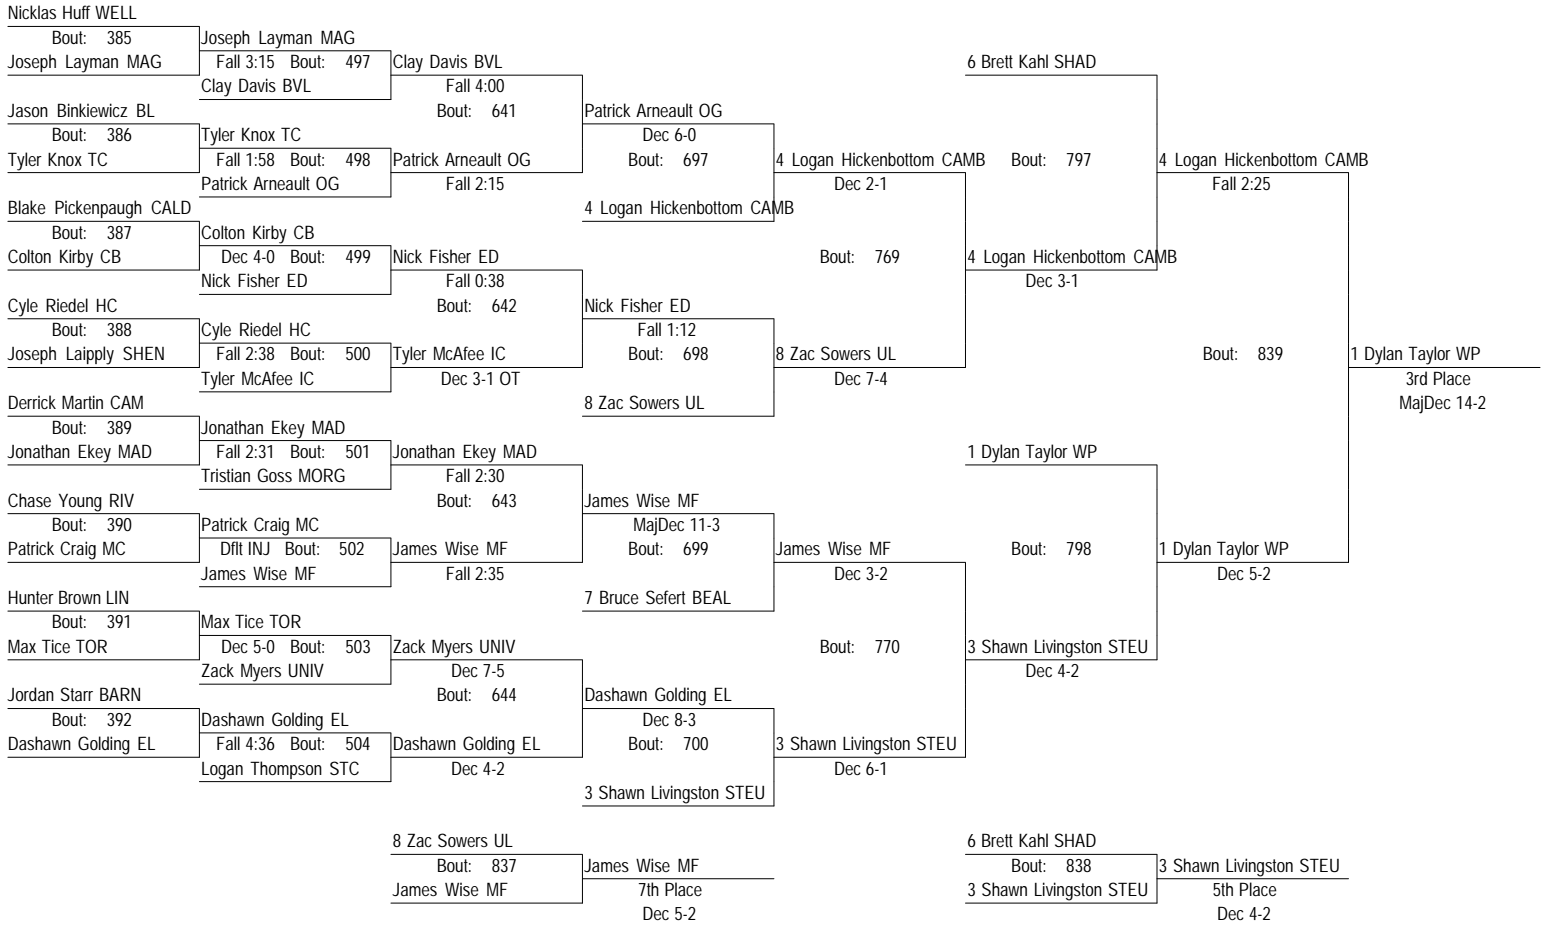 Nicklas Huff WELL
Bout: 385
Joseph Layman MAG
Jason Binkiewicz BL
Bout: 386
Tyler Knox TC
Blake Pickenpaugh CALD
Bout: 387
Colton Kirby CB
Cyle Riedel HC
Bout: 388
Joseph Laipply SHEN
Derrick Martin CAM
Bout: 389
Jonathan Ekey MAD
Chase Young RIV
Bout: 390
Patrick Craig MC
Hunter Brown LIN
Bout: 391
Max Tice TOR
Jordan Starr BARN
Bout: 392
Dashawn Golding EL
Joseph Layman MAG
Fall 3:15 Bout: 497
Clay Davis BVL
Tyler Knox TC
Fall 1:58 Bout: 498
Patrick Arneault OG
Colton Kirby CB
Dec 4-0 Bout: 499
Nick Fisher ED
Cyle Riedel HC
Fall 2:38 Bout: 500
Tyler McAfee IC
Jonathan Ekey MAD
Fall 2:31 Bout: 501
Tristian Goss MORG
Patrick Craig MC
Dflt INJ Bout: 502
James Wise MF
Max Tice TOR
Dec 5-0 Bout: 503
Zack Myers UNIV
Dashawn Golding EL
Fall 4:36 Bout: 504
Logan Thompson STC
Clay Davis BVL
Fall 4:00
Bout: 641
Patrick Arneault OG
Fall 2:15
Nick Fisher ED
Fall 0:38
Bout: 642
Tyler McAfee IC
Dec 3-1 OT
Jonathan Ekey MAD
Fall 2:30
Bout: 643
James Wise MF
Fall 2:35
Zack Myers UNIV
Dec 7-5
Bout: 644
Dashawn Golding EL
Dec 4-2
Patrick Arneault OG
Dec 6-0
Bout: 697
4 Logan Hickenbottom CAMB
Nick Fisher ED
Fall 1:12
Bout: 698
8 Zac Sowers UL
James Wise MF
MajDec 11-3
Bout: 699
7 Bruce Sefert BEAL
Dashawn Golding EL
Dec 8-3
Bout: 700
3 Shawn Livingston STEU
4 Logan Hickenbottom CAMB
Dec 2-1
Bout: 769
8 Zac Sowers UL
Dec 7-4
James Wise MF
Dec 3-2
Bout: 770
3 Shawn Livingston STEU
Dec 6-1
6 Brett Kahl SHAD
Bout: 797
4 Logan Hickenbottom CAMB
Dec 3-1
1 Dylan Taylor WP
Bout: 798
3 Shawn Livingston STEU
Dec 4-2
4 Logan Hickenbottom CAMB
Fall 2:25
Bout: 839
1 Dylan Taylor WP
Dec 5-2
1 Dylan Taylor WP
3rd Place
MajDec 14-2
8 Zac Sowers UL
Bout: 837
James Wise MF
James Wise MF
7th Place
Dec 5-2
6 Brett Kahl SHAD
Bout: 838
3 Shawn Livingston STEU
3 Shawn Livingston STEU
5th Place
Dec 4-2